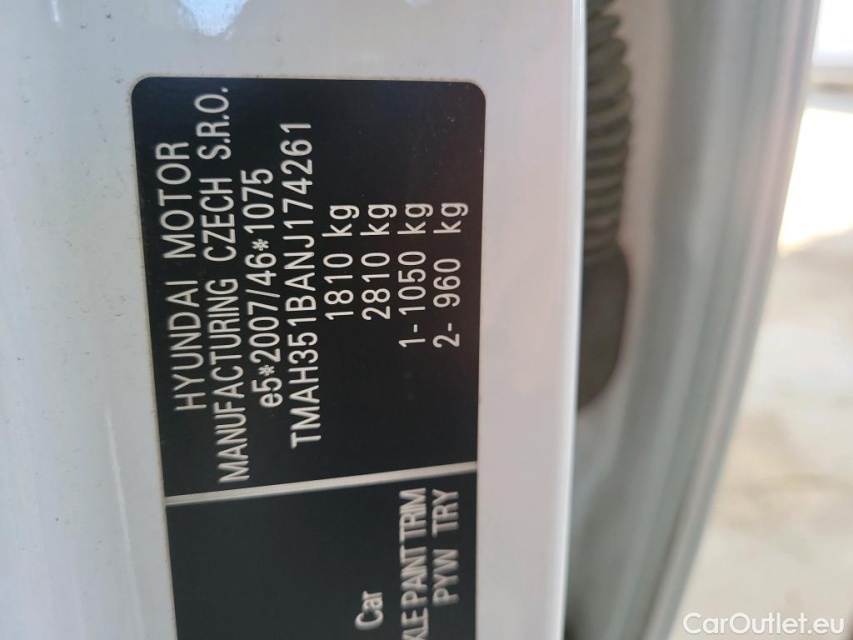 HYUNDAI MOTOR
MANUFACTURING CZECH S.R.O.
e5*2007/46*1075
TMAH351BANJ174261
1810 kg
2810 kg
1- 1050 kg
2- 960 kg
Car
PAINT TRIM
PYW TRY
CarOutlet.eu